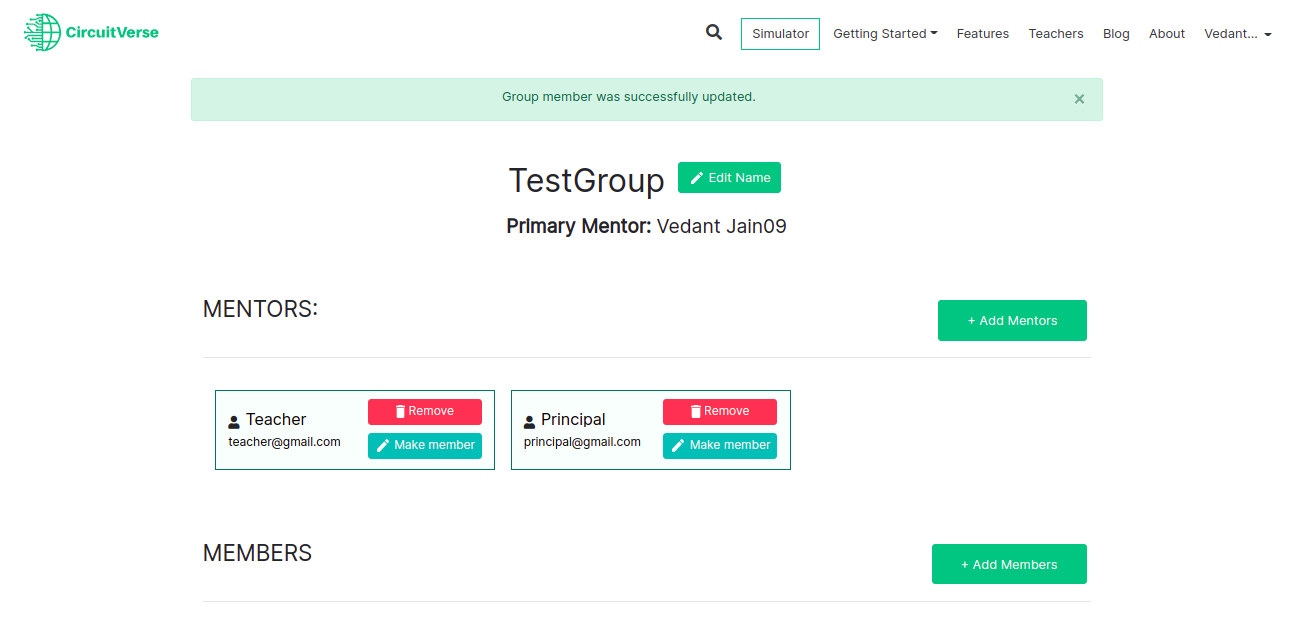 CircuitVerse
Simulator Getting Started Features Teachers Blog About Vedant...
Group member was successfully updated. ×
TestGroup Edit Name
Primary Mentor: Vedant Jain09
MENTORS:
+ Add Mentors
Teacher
teacher@gmail.com
Remove
Make member
Principal
principal@gmail.com
Remove
Make member
MEMBERS
+ Add Members